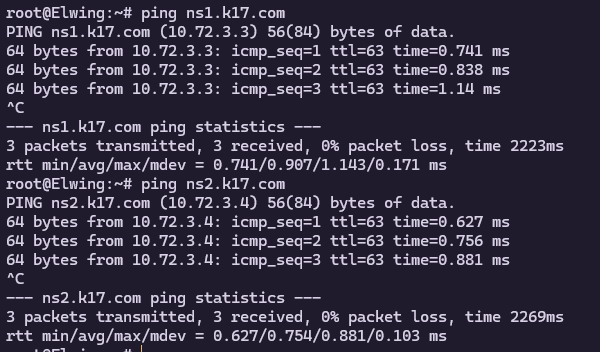 root@Elwing:~# ping ns1.k17.com
PING ns1.k17.com (10.72.3.3) 56(84) bytes of data.
64 bytes from 10.72.3.3: icmp_seq=1 ttl=63 time=0.741 ms
64 bytes from 10.72.3.3: icmp_seq=2 ttl=63 time=0.838 ms
64 bytes from 10.72.3.3: icmp_seq=3 ttl=63 time=1.14 ms
^C
--- ns1.k17.com ping statistics ---
3 packets transmitted, 3 received, 0% packet loss, time 2223ms
rtt min/avg/max/mdev = 0.741/0.907/1.143/0.171 ms
root@Elwing:~# ping ns2.k17.com
PING ns2.k17.com (10.72.3.4) 56(84) bytes of data.
64 bytes from 10.72.3.4: icmp_seq=1 ttl=63 time=0.627 ms
64 bytes from 10.72.3.4: icmp_seq=2 ttl=63 time=0.756 ms
64 bytes from 10.72.3.4: icmp_seq=3 ttl=63 time=0.881 ms
^C
--- ns2.k17.com ping statistics ---
3 packets transmitted, 3 received, 0% packet loss, time 2269ms
rtt min/avg/max/mdev = 0.627/0.754/0.881/0.103 ms
root@Elwing:~#